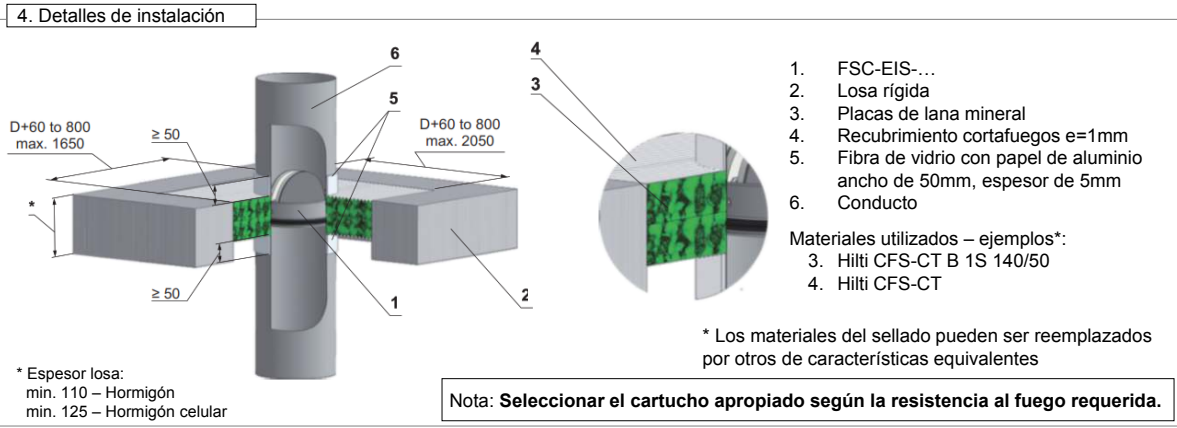 4. Detalles de instalación
6
5
D+60 to 800
max. 1650
≥ 50
D+60 to 800
max. 2050
*
≥ 50
1
2
* Espesor losa:
min. 110 – Hormigón
min. 125 – Hormigón celular
4
3
1. FSC-EIS-…
2. Losa rígida
3. Placas de lana mineral
4. Recubrimiento cortafuegos e=1mm
5. Fibra de vidrio con papel de aluminio
ancho de 50mm, espesor de 5mm
6. Conducto
Materiales utilizados – ejemplos*:
3. Hilti CFS-CT B 1S 140/50
4. Hilti CFS-CT
* Los materiales del sellado pueden ser reemplazados
por otros de características equivalentes
Nota: Seleccionar el cartucho apropiado según la resistencia al fuego requerida.